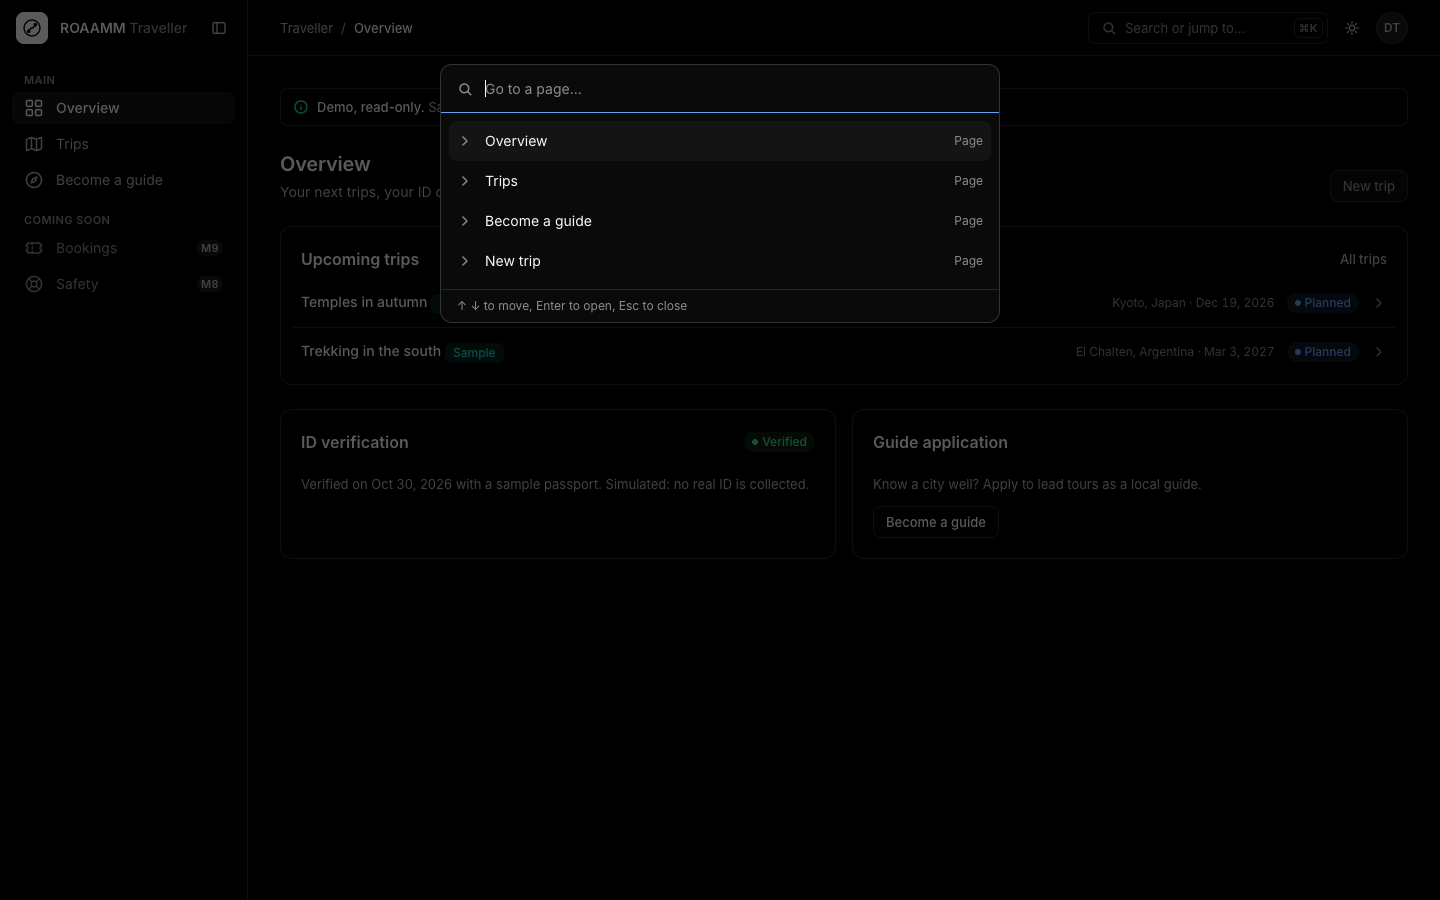 ROAAMM Traveller
Traveller / Overview
Search or jump to...
⌘K
DT
MAIN
Overview
Trips
Become a guide
COMING SOON
Bookings M9
Safety M8
Go to a page...
Overview Page
Trips Page
Become a guide Page
New trip Page
↑ ↓ to move, Enter to open, Esc to close
Demo, read-only.
Overview
Your next trips, your ID
New trip
Upcoming trips
All trips
Temples in autumn
Kyoto, Japan · Dec 19, 2026 Planned
Trekking in the south Sample
El Chalten, Argentina · Mar 3, 2027 Planned
ID verification
Verified
Verified on Oct 30, 2026 with a sample passport. Simulated: no real ID is collected.
Guide application
Know a city well? Apply to lead tours as a local guide.
Become a guide